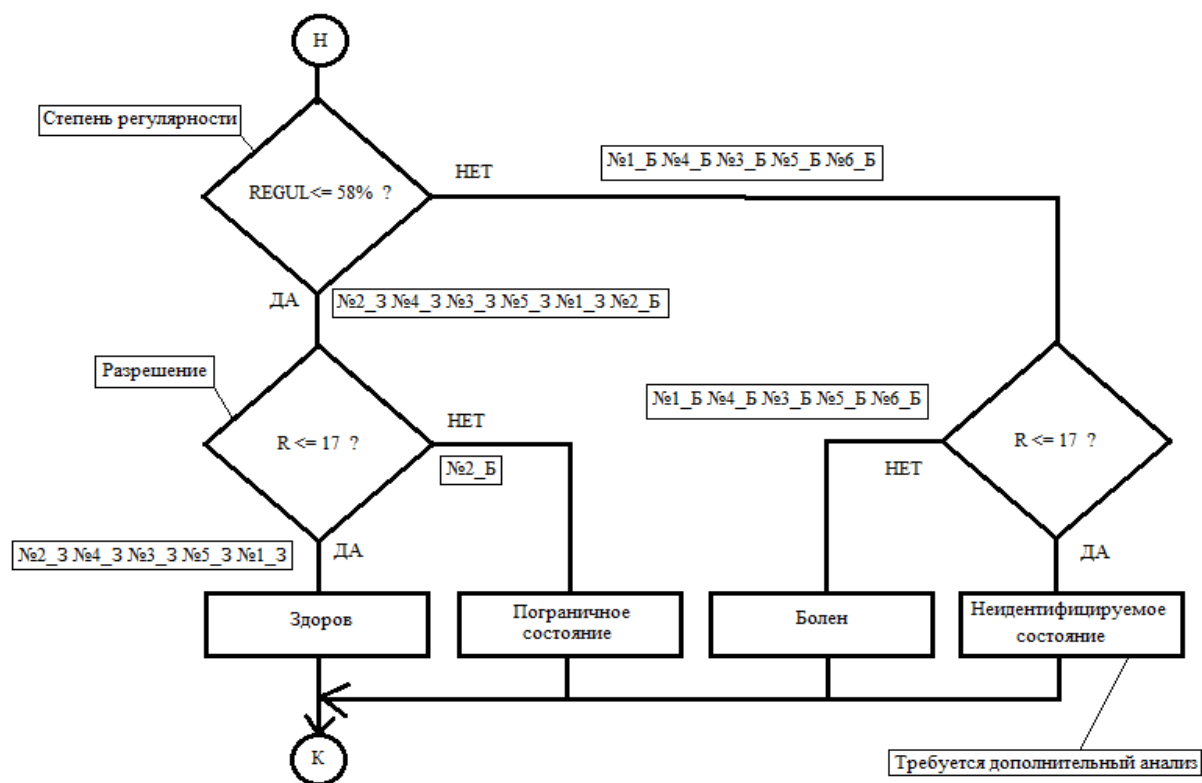 Н
Степень регулярности
НЕТ
№1_Б №4_Б №3_Б №5_Б №6_Б
REGUL<= 58% ?
ДА
№2_З №4_З №3_З №5_З №1_З №2_Б
Разрешение
НЕТ
№1_Б №4_Б №3_Б №5_Б №6_Б
R <= 17 ?
№2_Б
НЕТ
R <= 17 ?
№2_З №4_З №3_З №5_З №1_З
ДА
ДА
Здоров
Пограничное
состояние
Болен
Неидентифицируемое
состояние
К
Требуется дополнительный анализ